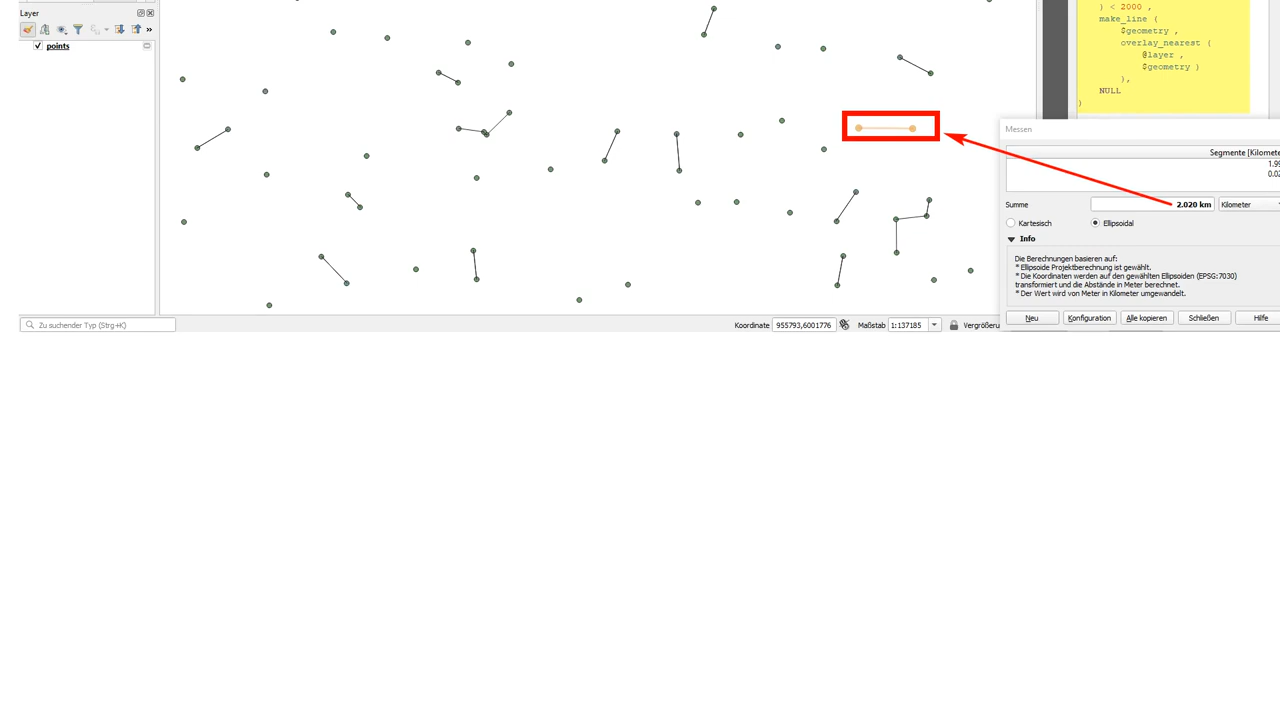 Layer
»
points
) < 2000 ,
make_line (
$geometry ,
overlay_nearest (
@layer ,
$geometry )
),
NULL
)
Messen
Segmente [Kilomete
1.99
0.02
Summe
2.020 km
Kilometer
Kartesisch
Ellipsoidal
Info
Die Berechnungen basieren auf:
* Ellipsoide Projektberechnung ist gewählt.
* Die Koordinaten werden auf den gewählten Ellipsoiden (EPSG:7030)
transformiert und die Abstände in Meter berechnet.
* Der Wert wird von Meter in Kilometer umgewandelt.
Neu
Konfiguration
Alle kopieren
Schließen
Hilfe
Zu suchender Typ (Strg+K)
Koordinate
955793,6001776
Maßstab
1:137185
Vergrößeru